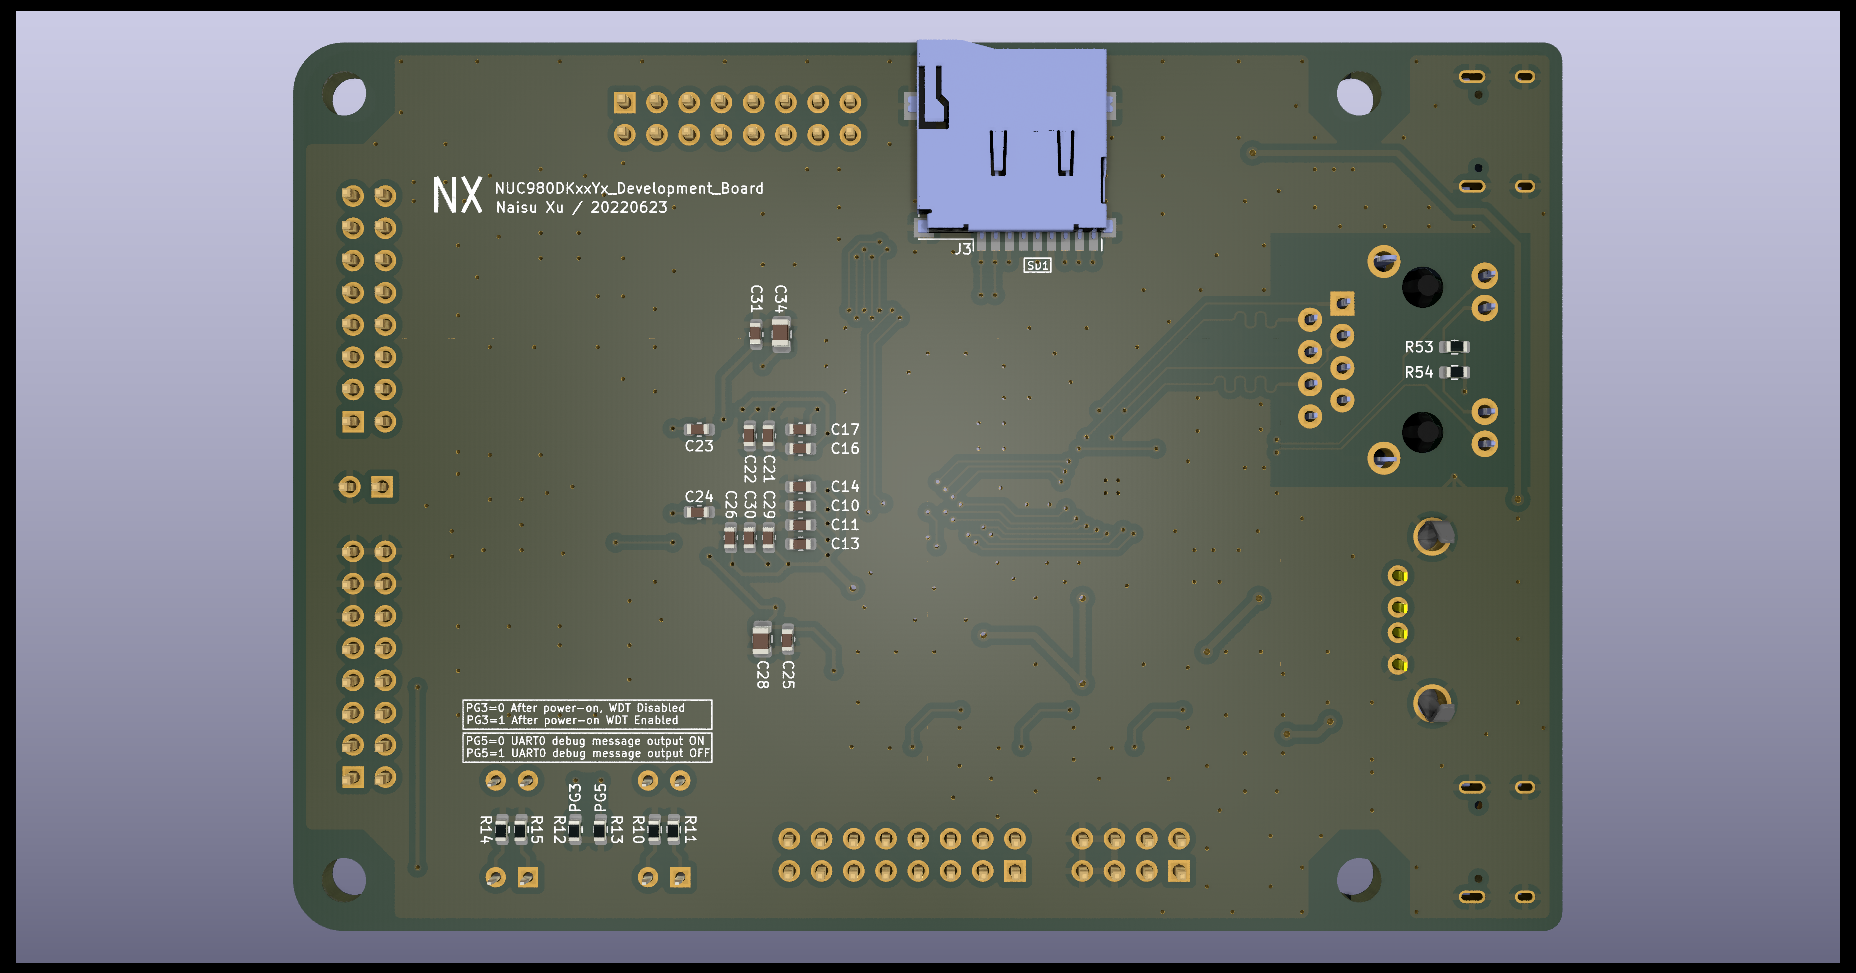 NX
NUC980DKxxYx_Development_Board
Naisu Xu / 20220623
J3
SD1
C31
C34
R53
R54
C23
C22
C21
C17
C16
C24
C26
C30
C29
C14
C10
C11
C13
C28
C25
PG3=0 After power-on, WDT Disabled
PG3=1 After power-on WDT Enabled
PG5=0 UART0 debug message output ON
PG5=1 UART0 debug message output OFF
PG3
PG5
R14
R15
R12
R13
R10
R11